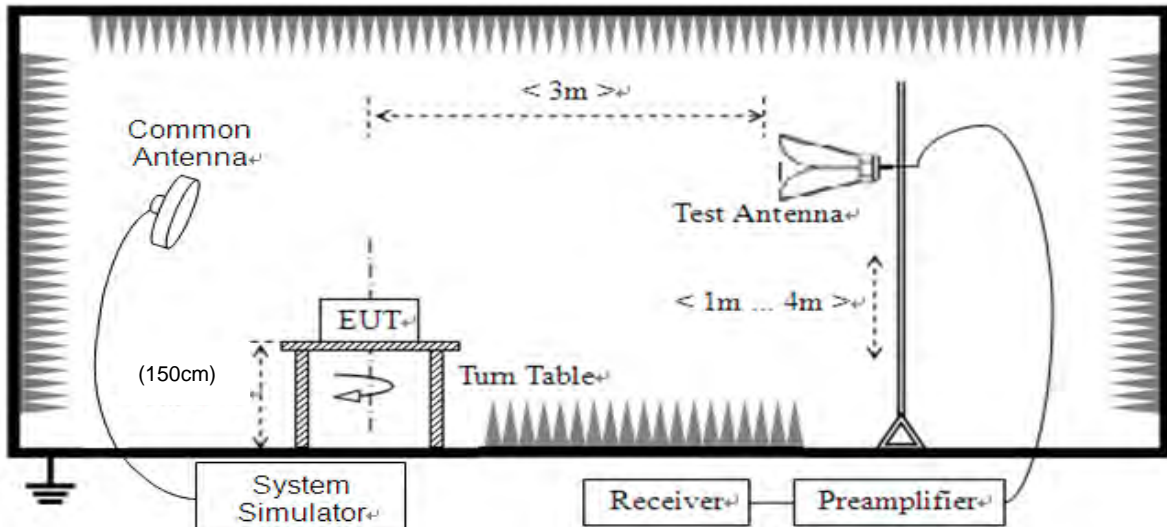 < 3m >↵
Common
Antenna↵
Test Antenna↵
< 1m ... 4m >↵
EUT↵
(150cm)
Turn Table↵
System
Simulator↵
Receiver↵
Preamplifier↵